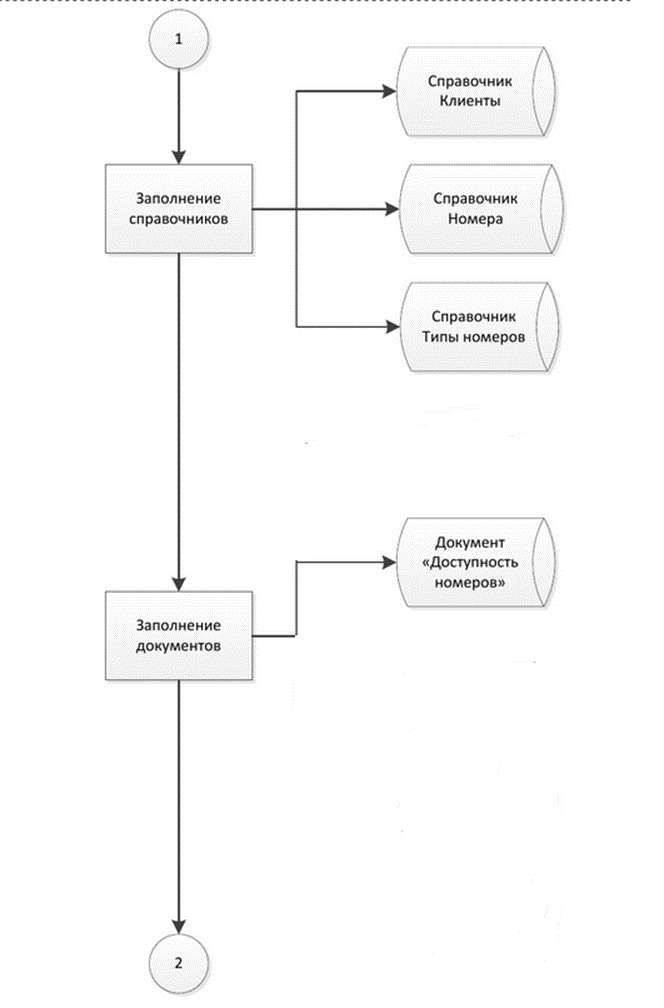 1
Справочник
Клиенты
Заполнение
справочников
Справочник
Номера
Справочник
Типы номеров
Документ
«Доступность
номеров»
Заполнение
документов
2